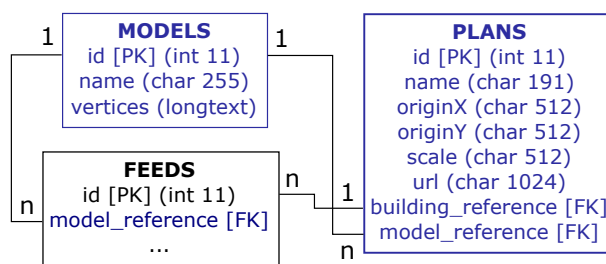 MODELS
id [PK] (int 11)
name (char 255)
vertices (longtext)
1
1
PLANS
id [PK] (int 11)
name (char 191)
originX (char 512)
originY (char 512)
scale (char 512)
url (char 1024)
building_reference [FK]
model_reference [FK]
FEEDS
id [PK] (int 11)
model_reference [FK]
...
n
n
1
n